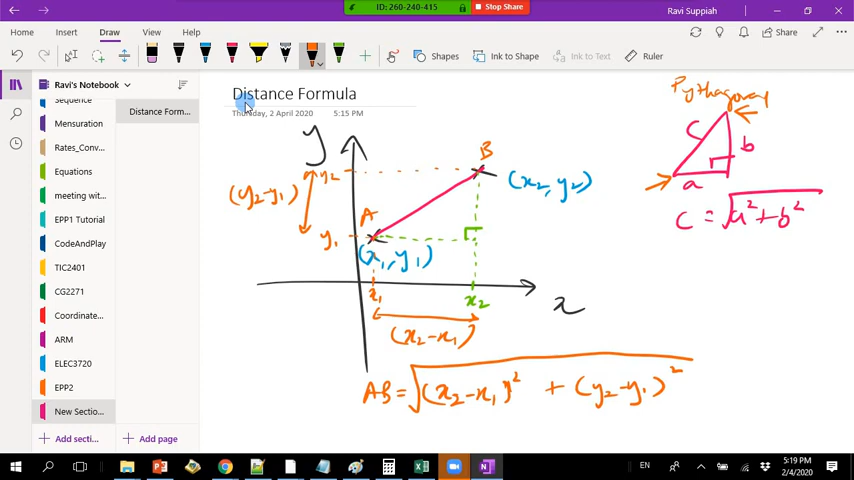 ID: 260-240-415 Stop Share Ravi Suppiah
Home Insert Draw View Help Share
Shapes Ink to Shape Ink to Text Ruler
Ravi's Notebook
Sequence
Mensuration
Rates_Conv...
Equations
meeting wit...
EPP1 Tutorial
CodeAndPlay
TIC2401
CG2271
Coordinate...
ARM
ELEC3720
EPP2
New Sectio...
Add secti...
Distance Form...
Add page
Distance Formula
Thursday, 2 April 2020 5:15 PM
y
y₂
(y₂-y₁)
y₁
A
(x₁, y₁)
B
(x₂, y₂)
x₁
x₂
x
(x₂-x₁)
AB = √(x₂-x₁)² + (y₂-y₁)²
c
b
a
c = √a²+b²
EN 5:19 PM
2/4/2020